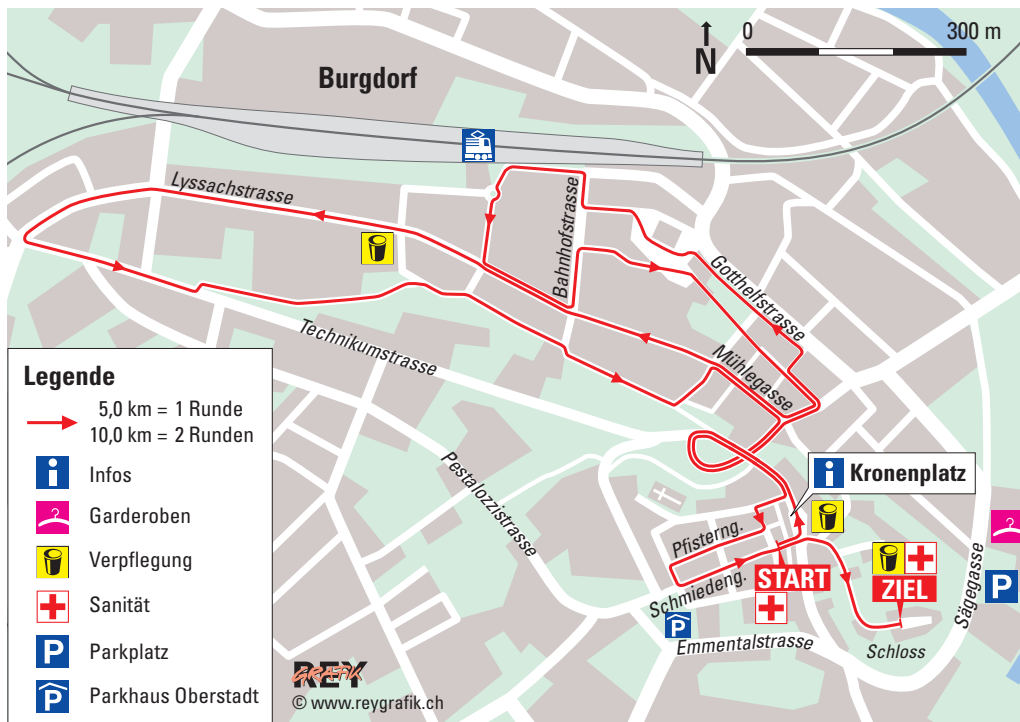 0
300 m
N
Burgdorf
Lyssachstrasse
Bahnhofstrasse
Gotthelfstrasse
Technikumstrasse
Mühlegasse
Legende
5,0 km = 1 Runde
10,0 km = 2 Runden
i
Infos
Garderoben
Verpflegung
Sanität
P
Parkplatz
P
Parkhaus Oberstadt
Pestalozzistrasse
i
Kronenplatz
Pfisterng.
Schmiedeng.
START
ZIEL
P
P
Sägegasse
Emmentalstrasse
Schloss
REY
GRAFIK
© www.reygrafik.ch